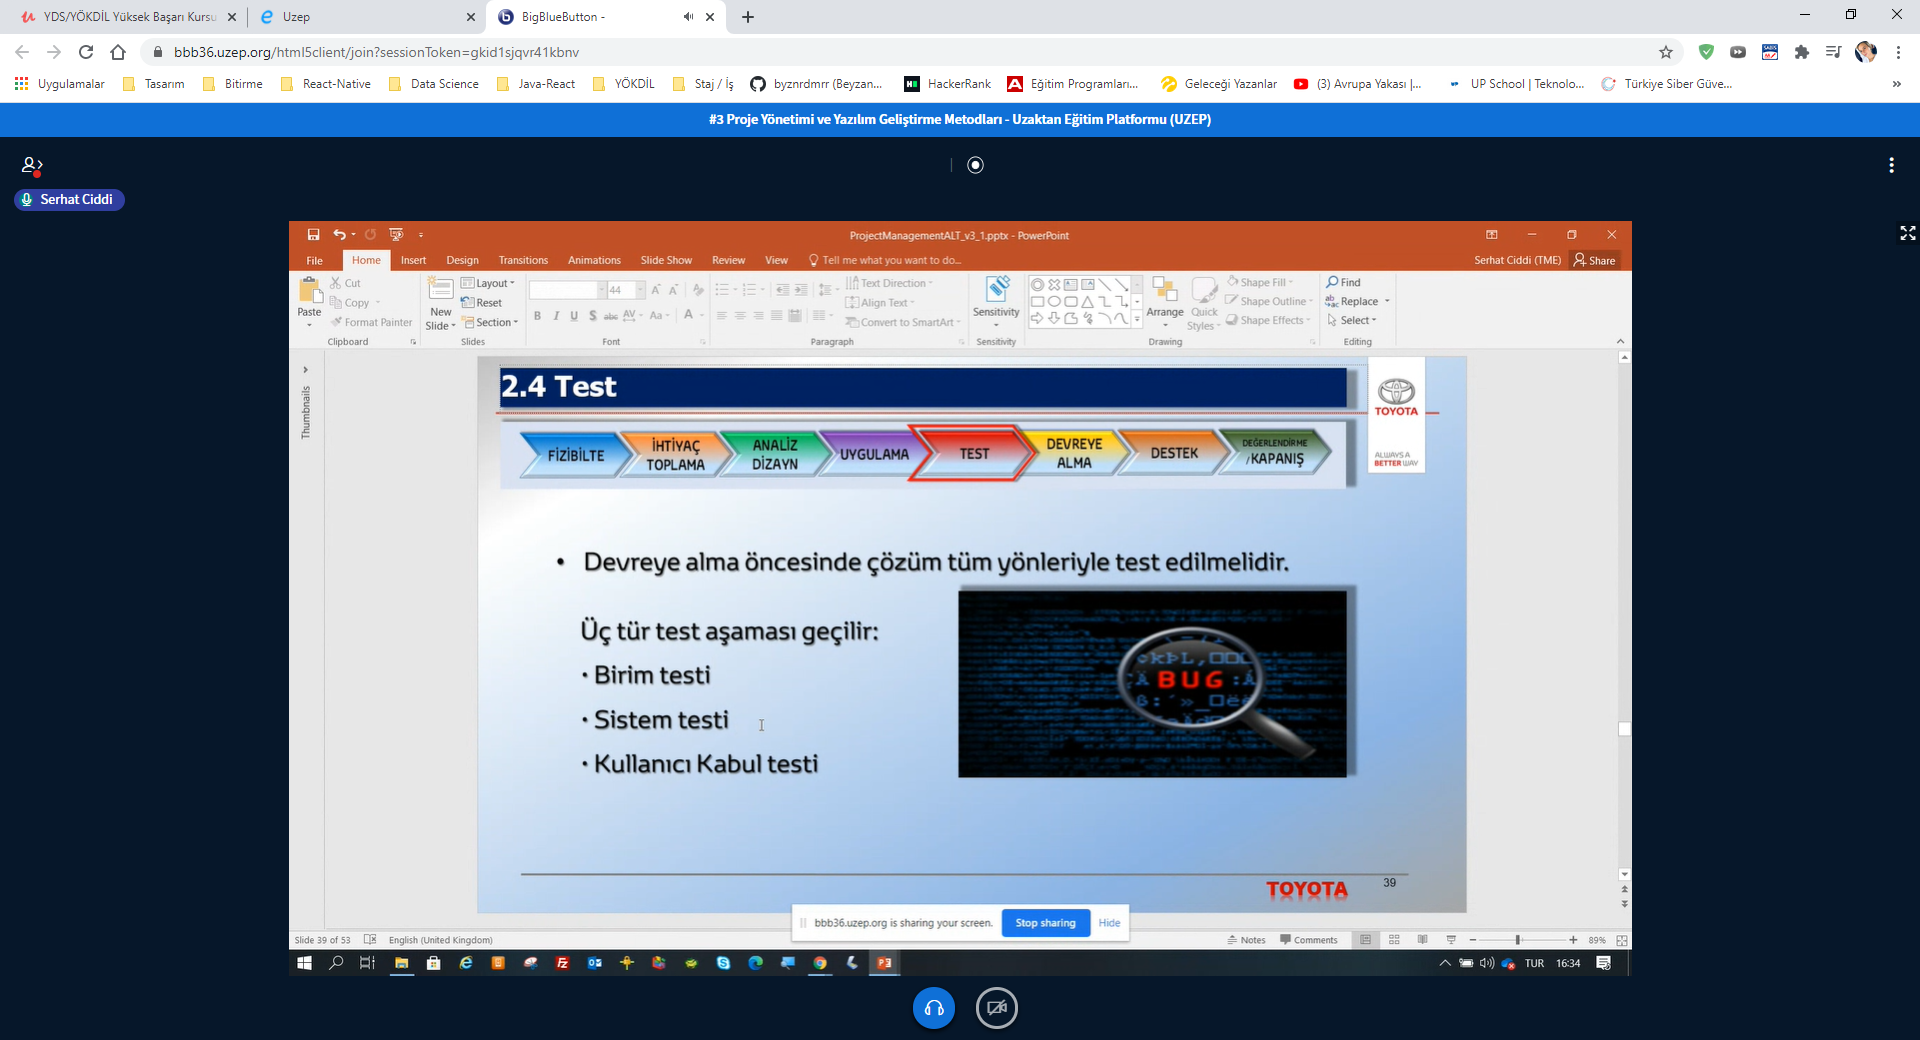 YDS/YÖKDİL Yüksek Başarı Kursu
Uzep
BigBlueButton -
bbb36.uzep.org/html5client/join?sessionToken=gkid1sjqvr41kbnv
Uygulamalar
Tasarım
Bitirme
React-Native
Data Science
Java-React
YÖKDİL
Staj / İş
byznrdmrr (Beyzan...
HackerRank
Eğitim Programları...
Geleceği Yazanlar
(3) Avrupa Yakası |...
UP School | Teknolo...
Türkiye Siber Güve...
#3 Proje Yönetimi ve Yazılım Geliştirme Metodları - Uzaktan Eğitim Platformu (UZEP)
Serhat Ciddi
ProjectManagementALT_v3_1.pptx - PowerPoint
File Home Insert Design Transitions Animations Slide Show Review View Tell me what you want to do...
Serhat Ciddi (TME) Share
Paste
Cut
Copy
Format Painter
Clipboard
New
Slide
Layout
Reset
Section
Slides
44
Font
Text Direction
Align Text
Convert to SmartArt
Paragraph
Sensitivity
Sensitivity
Arrange
Quick
Styles
Shape Fill
Shape Outline
Shape Effects
Drawing
Find
Replace
Select
Editing
Thumbnails
2.4 Test
TOYOTA
ALWAYS A
BETTER WAY
FİZİBİLTE
İHTİYAÇ
TOPLAMA
ANALİZ
DİZAYN
UYGULAMA
TEST
DEVREYE
ALMA
DESTEK
DEĞERLENDİRME
/KAPANIŞ
• Devreye alma öncesinde çözüm tüm yönleriyle test edilmelidir.
Üç tür test aşaması geçilir:
• Birim testi
• Sistem testi
• Kullanıcı Kabul testi
BUG
TOYOTA
39
bbb36.uzep.org is sharing your screen. Stop sharing Hide
Slide 39 of 53 English (United Kingdom)
Notes Comments 89%
TUR 16:34